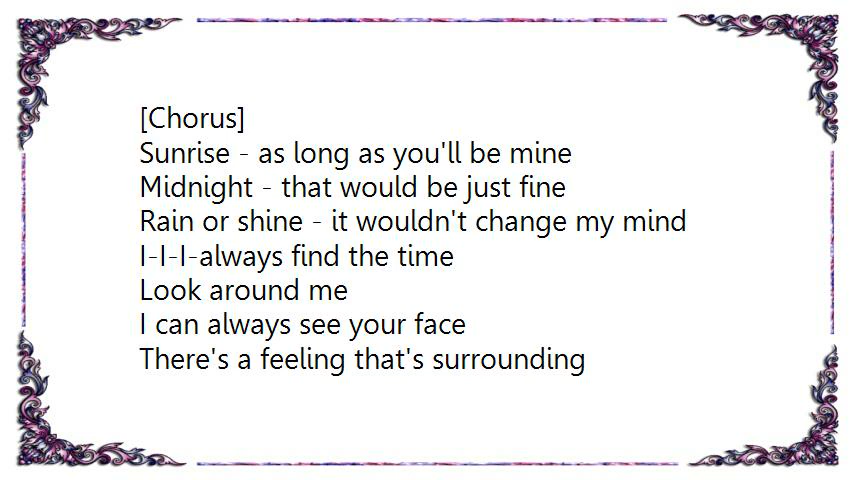 [Chorus]
Sunrise - as long as you'll be mine
Midnight - that would be just fine
Rain or shine - it wouldn't change my mind
I-I-I-always find the time
Look around me
I can always see your face
There's a feeling that's surrounding